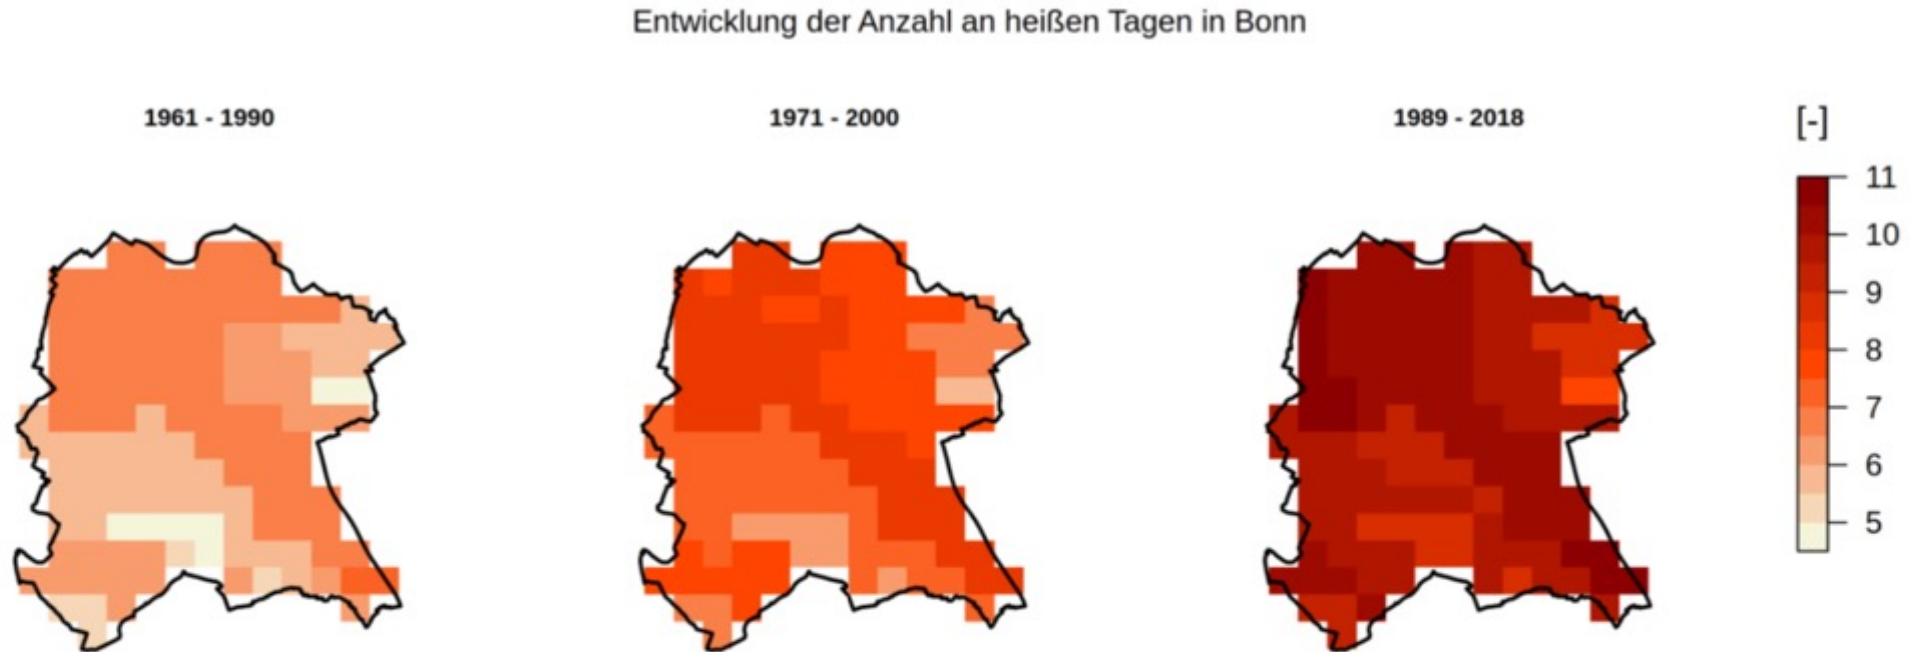 Entwicklung der Anzahl an heißen Tagen in Bonn
1961 - 1990
1971 - 2000
1989 - 2018
[-]
11
10
9
8
7
6
5